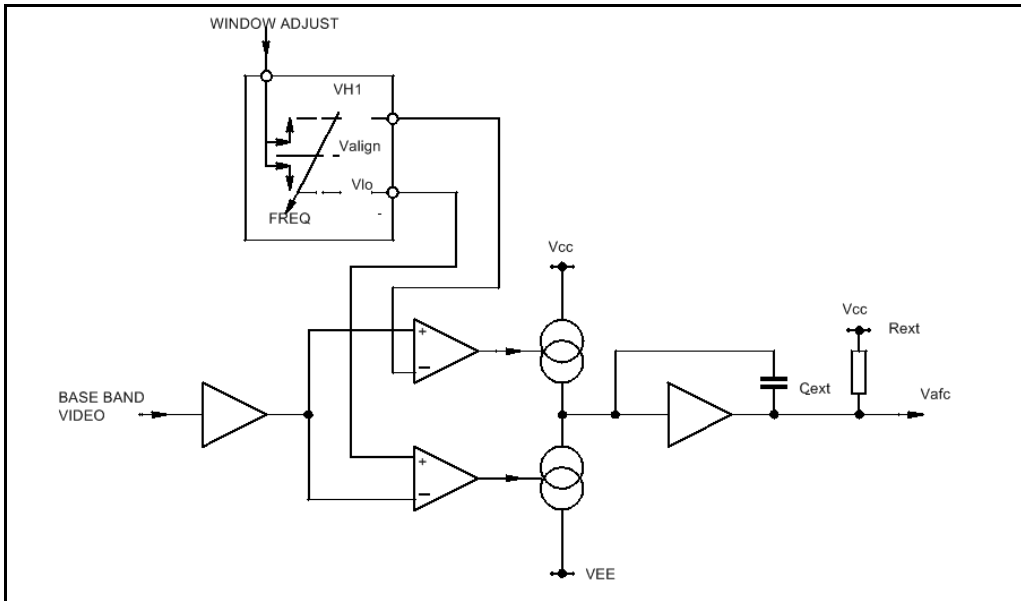 WINDOW ADJUST
VH1
Valign
Vlo
FREQ
Vcc
+
−
Vcc
Rext
Cext
BASE BAND
VIDEO
Vafc
+
−
VEE